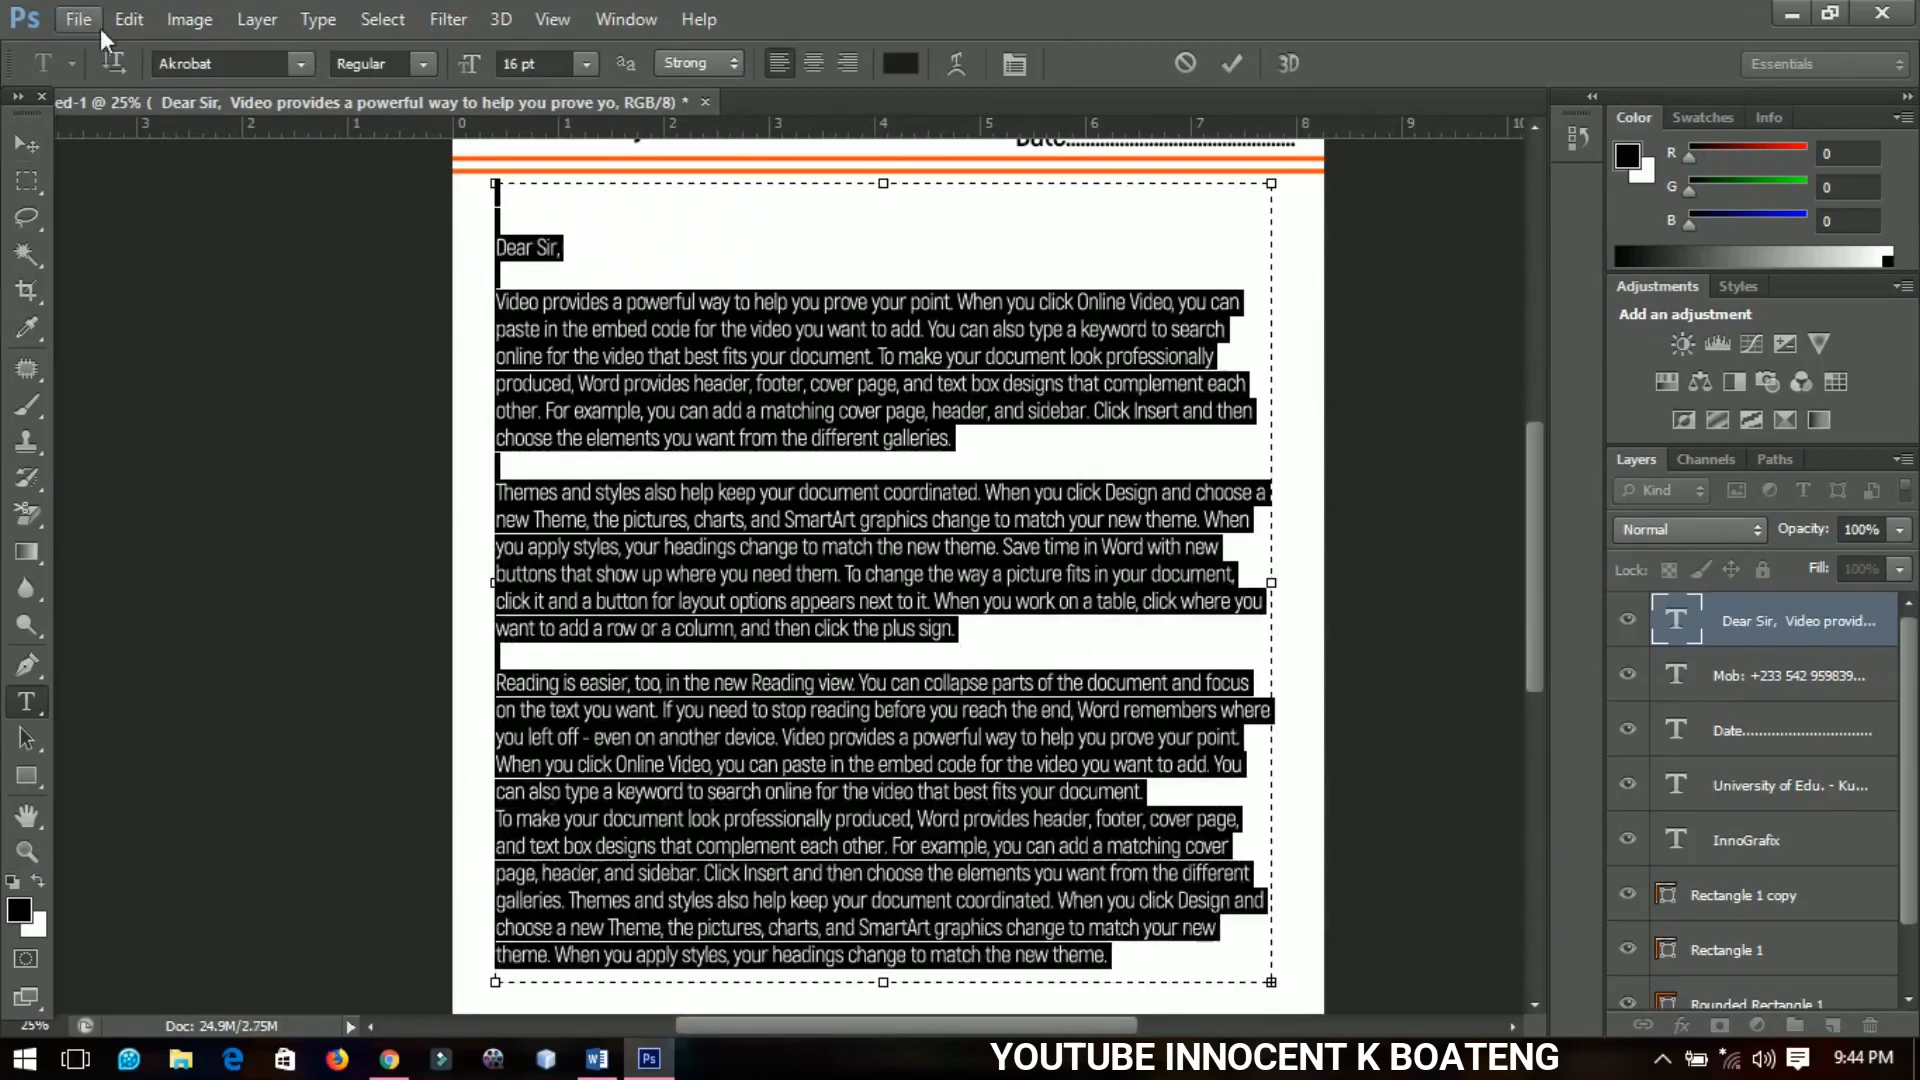 Ps File Edit Image Layer Type Select Filter 3D View Window Help
T Akrobat Regular 16 pt Strong 3D Essentials
ed-1 @ 25% ( Dear Sir, Video provides a powerful way to help you prove yo, RGB/8) *
3 2 1 0 1 2 3 4 5 6 7 8 9 10
Date
Dear Sir,
Video provides a powerful way to help you prove your point. When you click Online Video, you can
paste in the embed code for the video you want to add. You can also type a keyword to search
online for the video that best fits your document. To make your document look professionally
produced, Word provides header, footer, cover page, and text box designs that complement each
other. For example, you can add a matching cover page, header, and sidebar. Click Insert and then
choose the elements you want from the different galleries.
Themes and styles also help keep your document coordinated. When you click Design and choose a
new Theme, the pictures, charts, and SmartArt graphics change to match your new theme. When
you apply styles, your headings change to match the new theme. Save time in Word with new
buttons that show up where you need them. To change the way a picture fits in your document,
click it and a button for layout options appears next to it. When you work on a table, click where you
want to add a row or a column, and then click the plus sign.
Reading is easier, too, in the new Reading view. You can collapse parts of the document and focus
on the text you want. If you need to stop reading before you reach the end, Word remembers where
you left off - even on another device. Video provides a powerful way to help you prove your point.
When you click Online Video, you can paste in the embed code for the video you want to add. You
can also type a keyword to search online for the video that best fits your document.
To make your document look professionally produced, Word provides header, footer, cover page,
and text box designs that complement each other. For example, you can add a matching cover
page, header, and sidebar. Click Insert and then choose the elements you want from the different
galleries. Themes and styles also help keep your document coordinated. When you click Design and
choose a new Theme, the pictures, charts, and SmartArt graphics change to match your new
theme. When you apply styles, your headings change to match the new theme.
Color Swatches Info
R 0
G 0
B 0
Adjustments Styles
Add an adjustment
Layers Channels Paths
Kind
Normal Opacity: 100%
Lock: Fill: 100%
Dear Sir, Video provid...
Mob: +233 542 959839...
Date..............................
University of Edu. - Ku...
InnoGrafix
Rectangle 1 copy
Rectangle 1
Rounded Rectangle 1
25% Doc: 24.9M/2.75M
YOUTUBE INNOCENT K BOATENG
9:44 PM